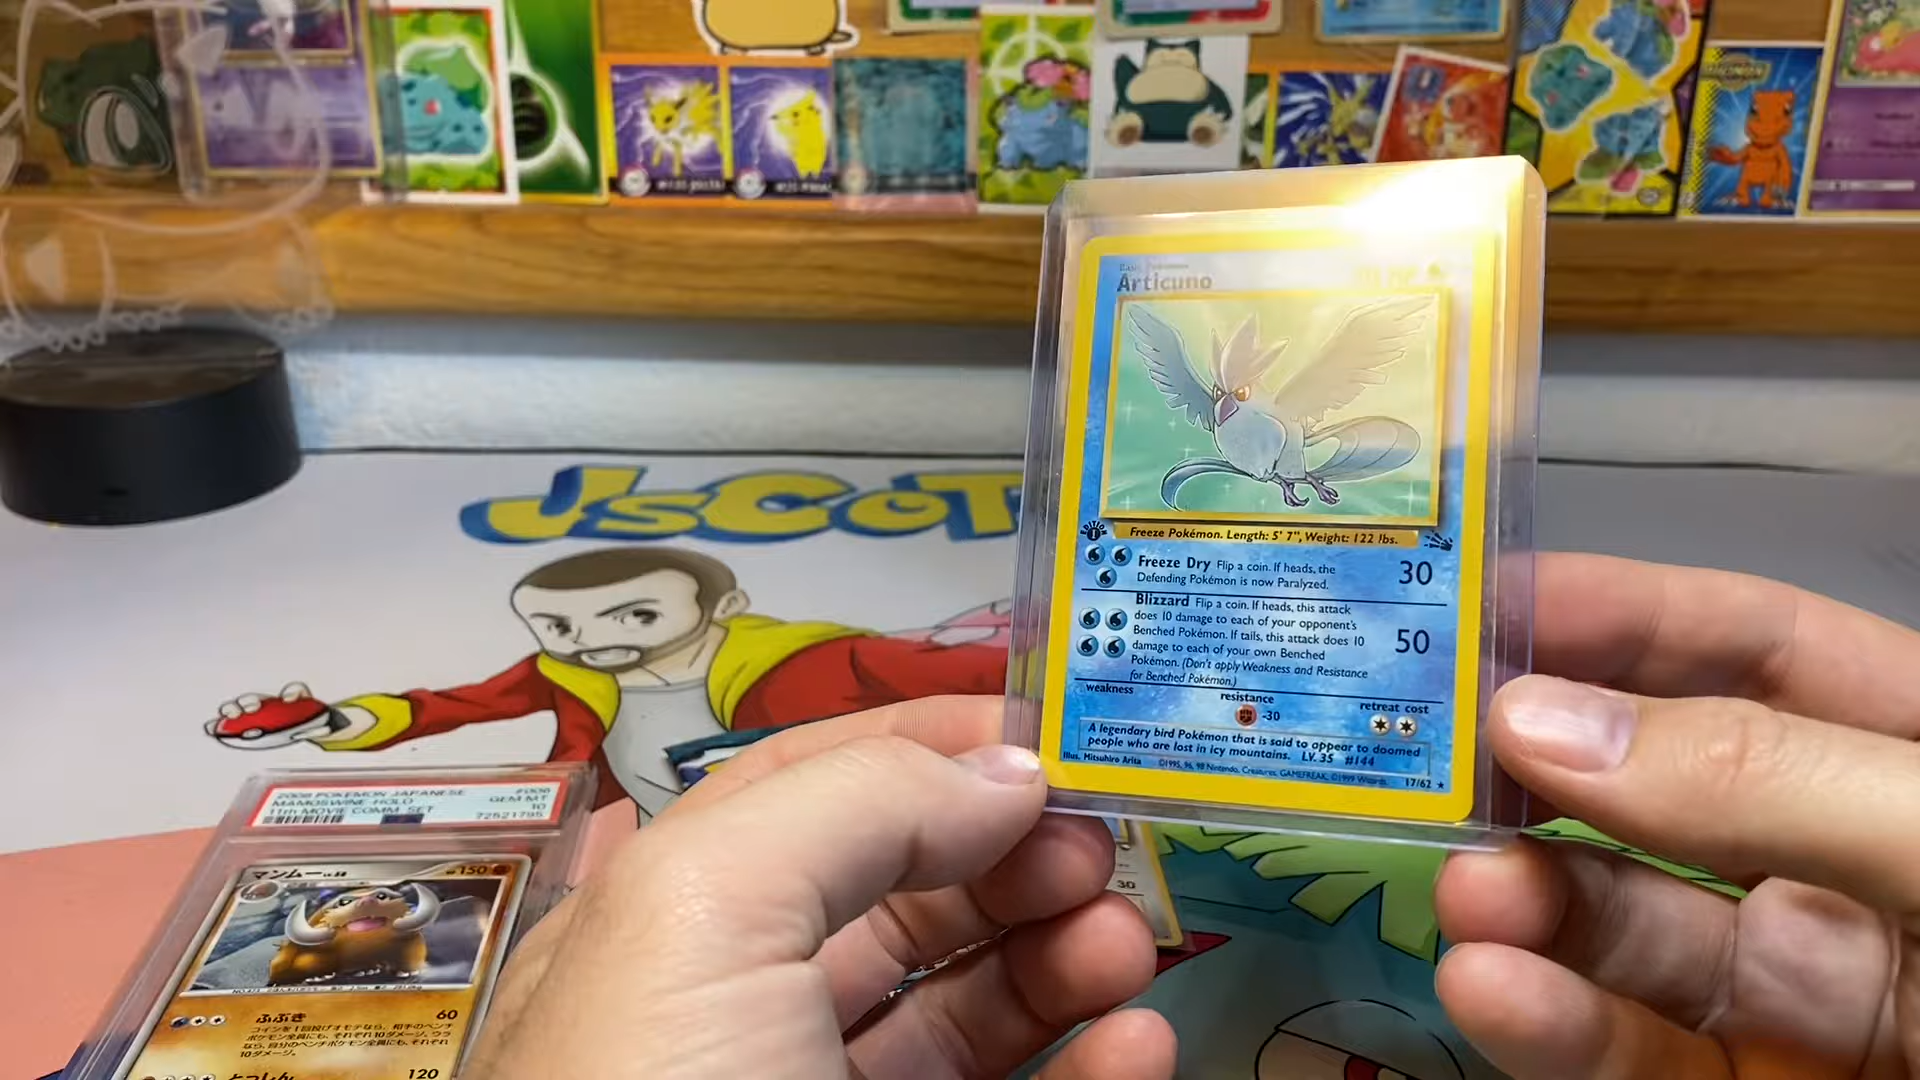 DIGIMON
JsCoT
Basic Pokémon
Articuno
EDITION
1
Freeze Pokémon. Length: 5' 7", Weight: 122 lbs.
Freeze Dry Flip a coin. If heads, the
Defending Pokémon is now Paralyzed.
30
Blizzard Flip a coin. If heads, this attack
does 10 damage to each of your opponent's
Benched Pokémon. If tails, this attack does 10
damage to each of your own Benched
Pokémon. (Don't apply Weakness and Resistance
for Benched Pokémon.)
50
weakness
resistance
retreat cost
-30
A legendary bird Pokémon that is said to appear to doomed
people who are lost in icy mountains. LV. 35 #144
Illus. Mitsuhiro Arita ©1995, 96, 98 Nintendo, Creatures, GAMEFREAK. ©1999 Wizards. 17/62 ★
30
2008 POKEMON JAPANESE #006
MAMOSWINE-HOLO GEM MT
11th MOVIE COMM. SET 10
72521795
マンムー
150
ふぶき 60
コインを1回投げオモテなら、相手のベンチ
ポケモン全員にも、それぞれ10ダメージ。ウラ
なら、自分のベンチポケモン全員にも、それぞれ
10ダメージ。
とっしん 120